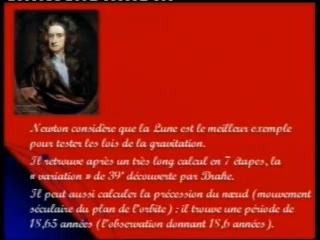 Newton considère que la Lune est le meilleur exemple
pour tester les lois de la gravitation.
Il retrouve après un très long calcul en 7 étapes, la
« variation » de 39' découverte par Brahe.
Il peut aussi calculer la précession du nœud (mouvement
séculaire du plan de l'orbite) : il trouve une période de
18,65 années (l'observation donnant 18,6 années).